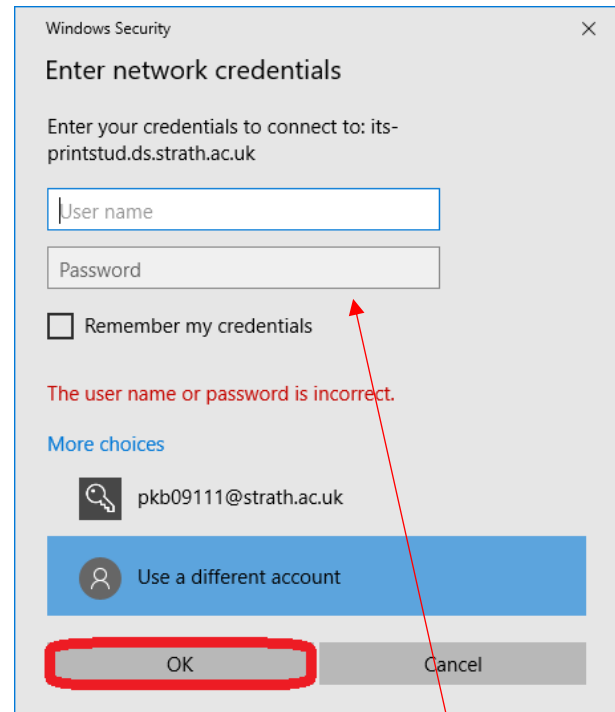 Windows Security
Enter network credentials
Enter your credentials to connect to: its-
printstud.ds.strath.ac.uk
User name
Password
Remember my credentials
The user name or password is incorrect.
More choices
pkb09111@strath.ac.uk
Use a different account
OK Cancel